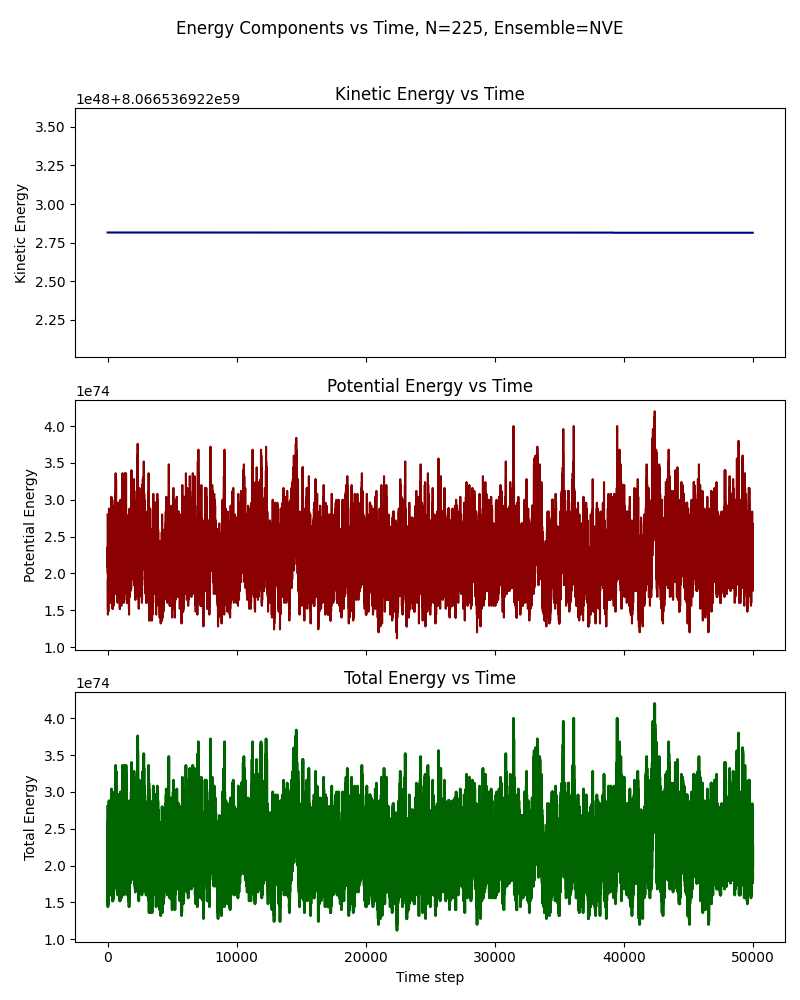 Energy Components vs Time, N=225, Ensemble=NVE
1e48+8.066536922e59
Kinetic Energy vs Time
3.50
3.25
3.00
2.75
2.50
2.25
Kinetic Energy
1e74
Potential Energy vs Time
4.0
3.5
3.0
2.5
2.0
1.5
1.0
Potential Energy
1e74
Total Energy vs Time
4.0
3.5
3.0
2.5
2.0
1.5
1.0
Total Energy
0 10000 20000 30000 40000 50000
Time step